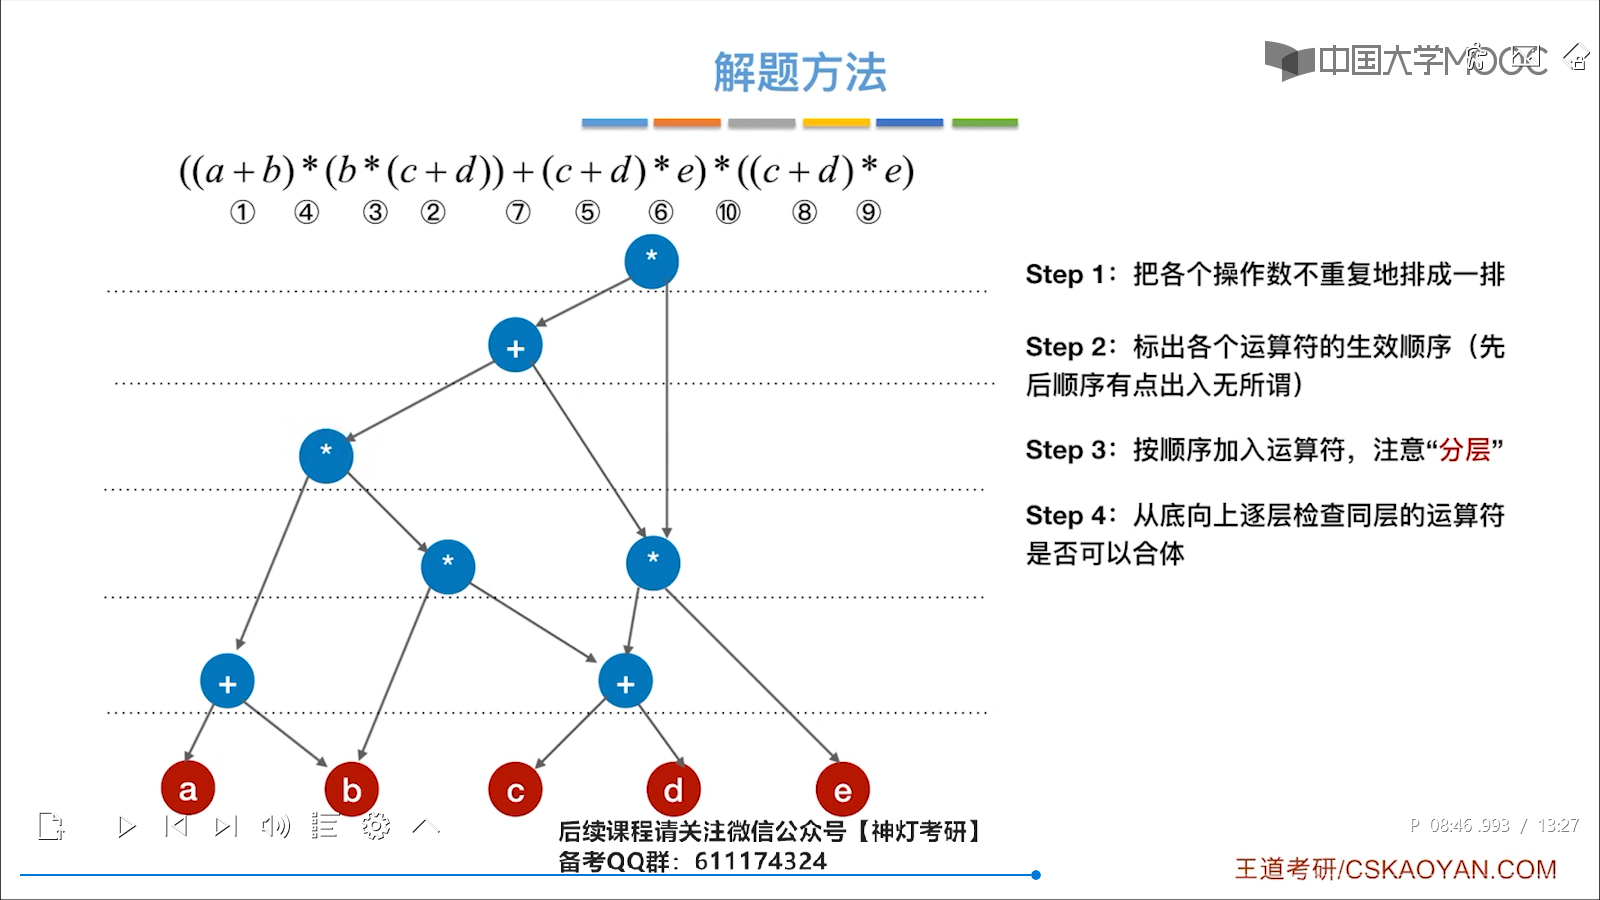 解题方法
中国大学MOOC
((a+b)*(b*(c+d))+(c+d)*e)*((c+d)*e)
① ④ ③ ② ⑦ ⑤ ⑥ ⑩ ⑧ ⑨
*
+
*
*
*
+
+
a
b
c
d
e
Step 1：把各个操作数不重复地排成一排
Step 2：标出各个运算符的生效顺序（先
后顺序有点出入无所谓）
Step 3：按顺序加入运算符，注意“分层”
Step 4：从底向上逐层检查同层的运算符
是否可以合体
P 08:46.993 / 13:27
后续课程请关注微信公众号【神灯考研】
备考QQ群：611174324
王道考研/CSKAOYAN.COM